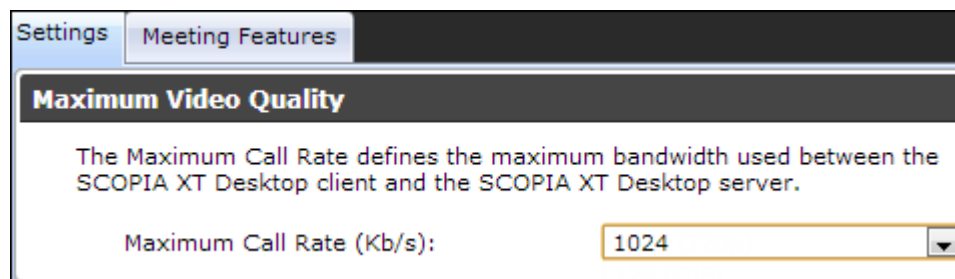 Settings
Meeting Features
Maximum Video Quality
The Maximum Call Rate defines the maximum bandwidth used between the
SCOPIA XT Desktop client and the SCOPIA XT Desktop server.
Maximum Call Rate (Kb/s): 1024